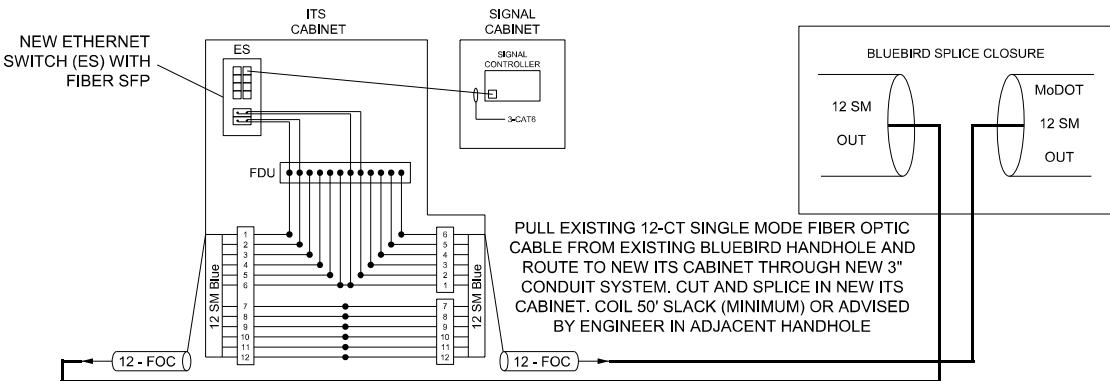 ITS
CABINET
SIGNAL
CABINET
NEW ETHERNET
SWITCH (ES) WITH
FIBER SFP
ES
SIGNAL
CONTROLLER
3-CAT6
BLUEBIRD SPLICE CLOSURE
12 SM
OUT
MoDOT
12 SM
OUT
FDU
PULL EXISTING 12-CT SINGLE MODE FIBER OPTIC
CABLE FROM EXISTING BLUEBIRD HANDHOLE AND
ROUTE TO NEW ITS CABINET THROUGH NEW 3"
CONDUIT SYSTEM. CUT AND SPLICE IN NEW ITS
CABINET. COIL 50' SLACK (MINIMUM) OR ADVISED
BY ENGINEER IN ADJACENT HANDHOLE
12 SM Blue
1
2
3
4
5
6
7
8
9
10
11
12
6
5
4
3
2
1
7
8
9
10
11
12
12 SM Blue
12 - FOC
12 - FOC